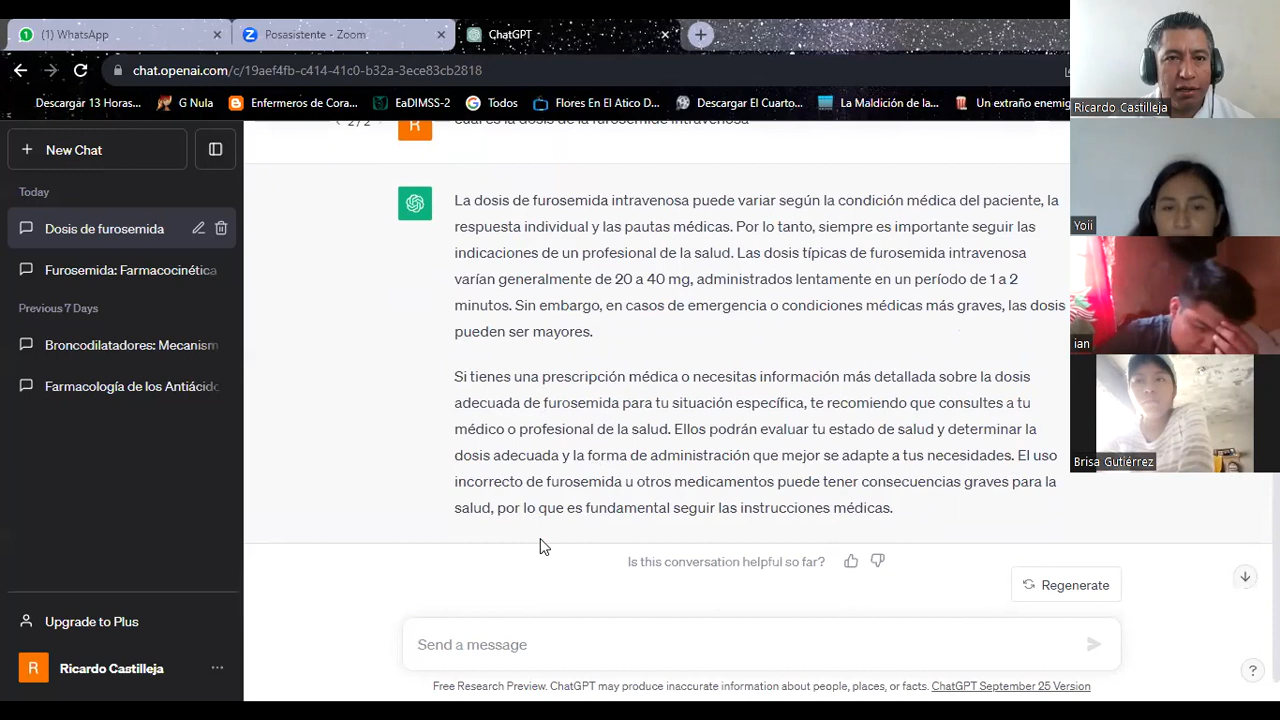 (1) WhatsApp
Posasistente - Zoom
ChatGPT
chat.openai.com/c/19aef4fb-c414-41c0-b32a-3ece83cb2818
Descargar 13 Horas...
G Nula
Enfermeros de Cora...
EaDIMSS-2
Todos
Flores En El Atico D...
Descargar El Cuarto...
La Maldición de la...
Un extraño enemig
Ricardo Castilleja
Yoii
ian
Brisa Gutiérrez
New Chat
Today
Dosis de furosemida
Furosemida: Farmacocinética
Previous 7 Days
Broncodilatadores: Mecanism
Farmacología de los Antiácido
Upgrade to Plus
R
Ricardo Castilleja
2/2
R
cual es la dosis de la furosemide intravenosa
La dosis de furosemida intravenosa puede variar según la condición médica del paciente, la
respuesta individual y las pautas médicas. Por lo tanto, siempre es importante seguir las
indicaciones de un profesional de la salud. Las dosis típicas de furosemida intravenosa
varían generalmente de 20 a 40 mg, administrados lentamente en un período de 1 a 2
minutos. Sin embargo, en casos de emergencia o condiciones médicas más graves, las dosis
pueden ser mayores.
Si tienes una prescripción médica o necesitas información más detallada sobre la dosis
adecuada de furosemida para tu situación específica, te recomiendo que consultes a tu
médico o profesional de la salud. Ellos podrán evaluar tu estado de salud y determinar la
dosis adecuada y la forma de administración que mejor se adapte a tus necesidades. El uso
incorrecto de furosemida u otros medicamentos puede tener consecuencias graves para la
salud, por lo que es fundamental seguir las instrucciones médicas.
Is this conversation helpful so far?
Regenerate
Send a message
Free Research Preview. ChatGPT may produce inaccurate information about people, places, or facts. ChatGPT September 25 Version
?